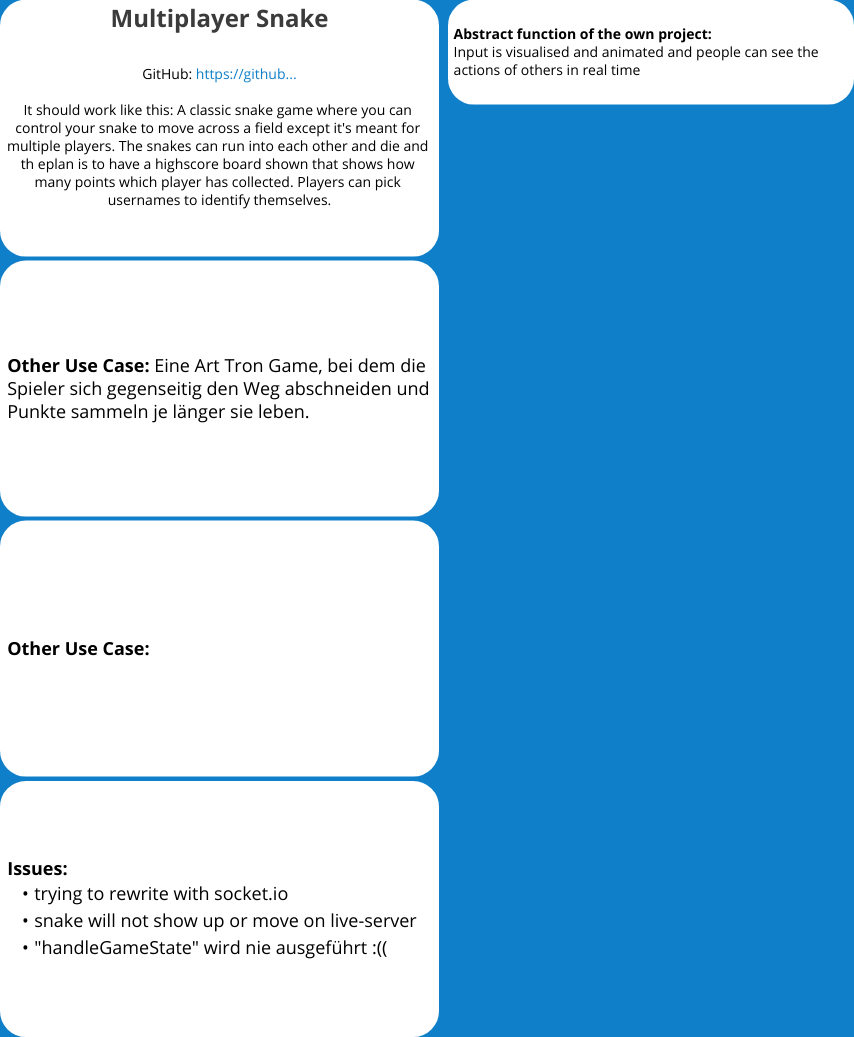 Multiplayer Snake
GitHub: https://github...
It should work like this: A classic snake game where you can
control your snake to move across a field except it's meant for
multiple players. The snakes can run into each other and die and
th eplan is to have a highscore board shown that shows how
many points which player has collected. Players can pick
usernames to identify themselves.
Abstract function of the own project:
Input is visualised and animated and people can see the
actions of others in real time
Other Use Case: Eine Art Tron Game, bei dem die
Spieler sich gegenseitig den Weg abschneiden und
Punkte sammeln je länger sie leben.
Other Use Case:
Issues:
• trying to rewrite with socket.io
• snake will not show up or move on live-server
• "handleGameState" wird nie ausgeführt :((